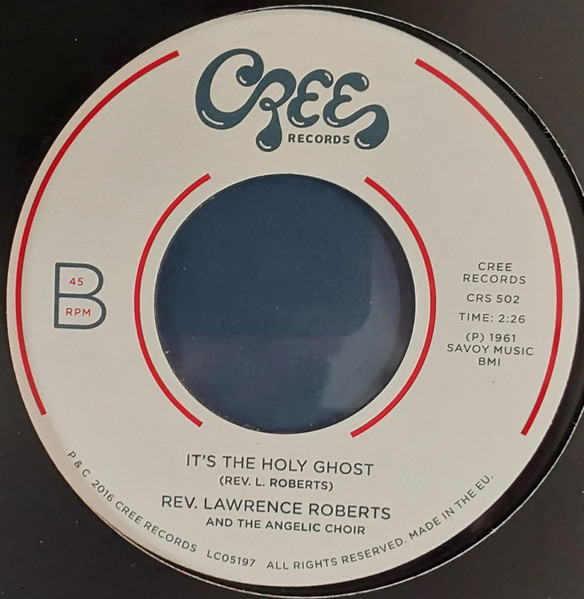 CREE
RECORDS
B
45
RPM
CREE
RECORDS
CRS 502
TIME: 2:26
(P) 1961
SAVOY MUSIC
BMI
IT'S THE HOLY GHOST
(REV. L. ROBERTS)
REV. LAWRENCE ROBERTS
AND THE ANGELIC CHOIR
P & C 2016 CREE RECORDS LC05197 ALL RIGHTS RESERVED. MADE IN THE EU.